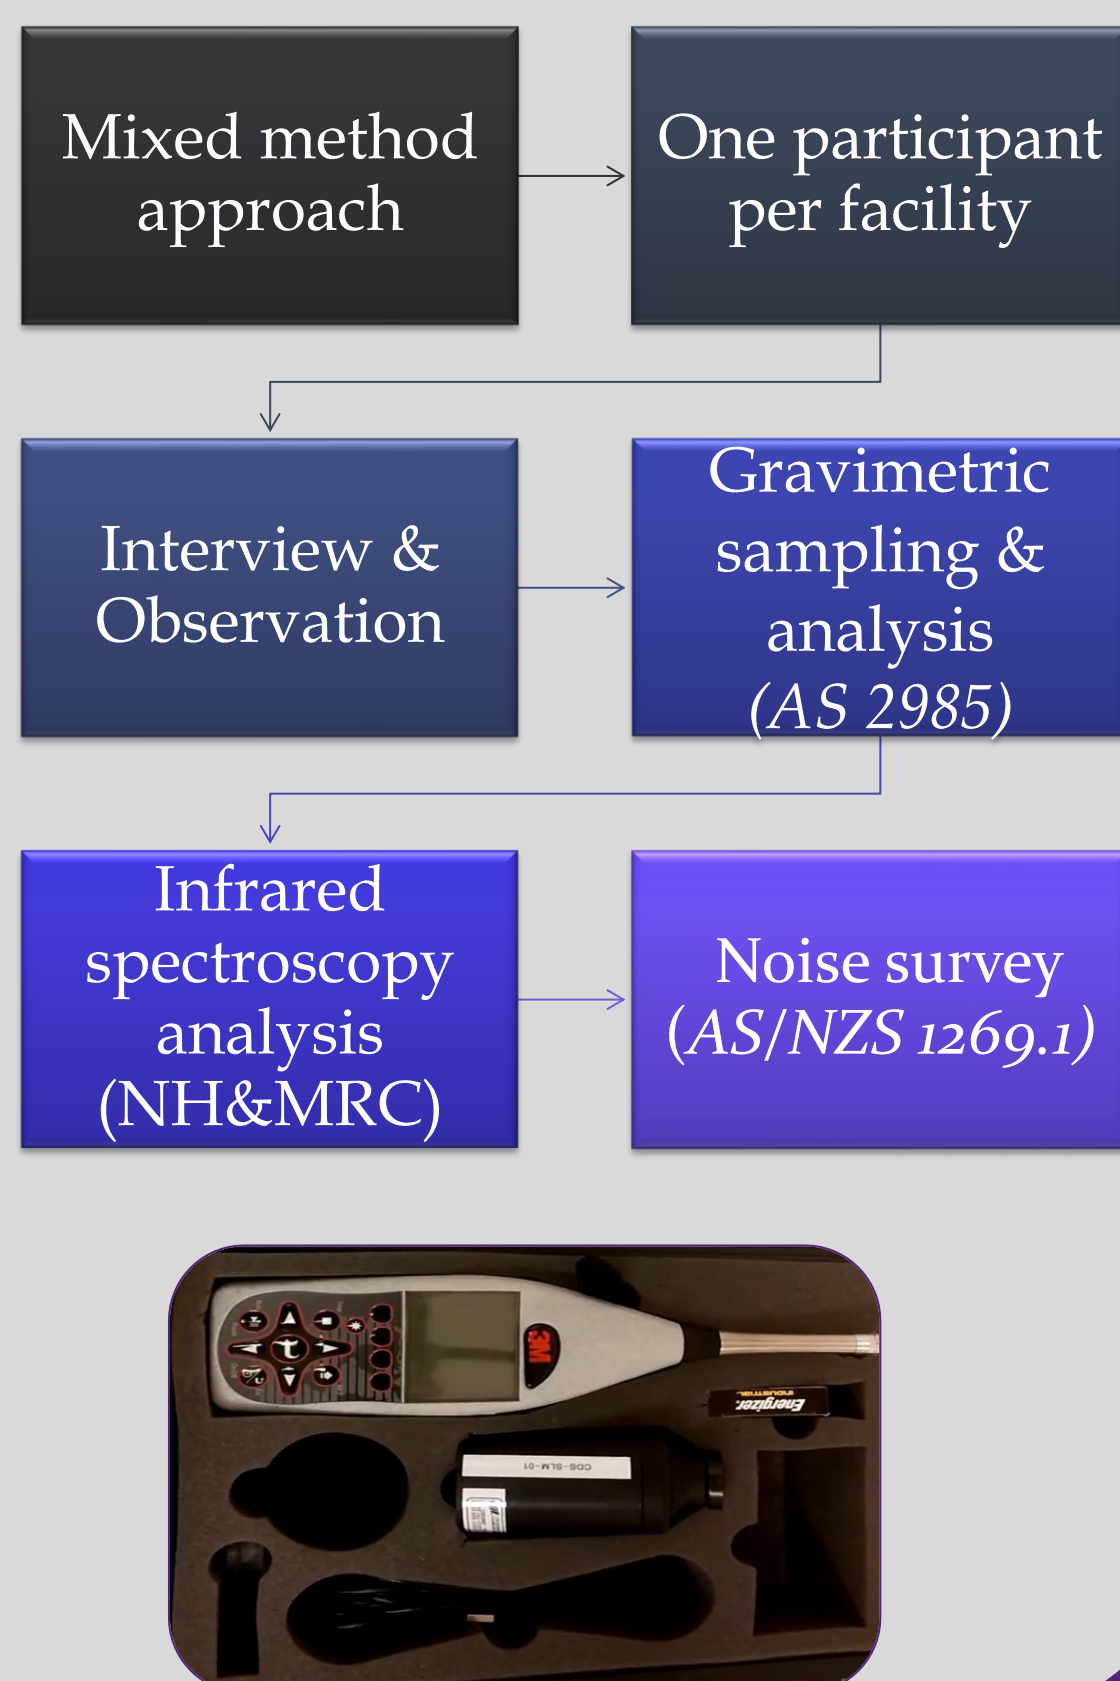 Mixed method
approach
One participant
per facility
Interview &
Observation
Gravimetric
sampling &
analysis
(AS 2985)
Infrared
spectroscopy
analysis
(NH&MRC)
Noise survey
(AS/NZS 1269.1)
3M
Energizer
INDUSTRIAL
CDS-SLM-01